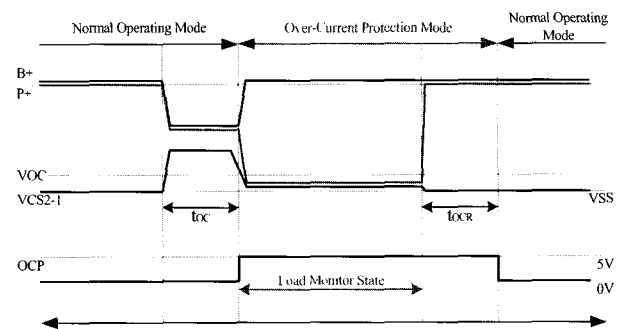 Normal Operating Mode
Over-Current Protection Mode
Normal Operating
Mode
B+
P+
VOC
VCS2-1
VSS
tOC
tOCR
OCP
Load Monitor State
5V
0V